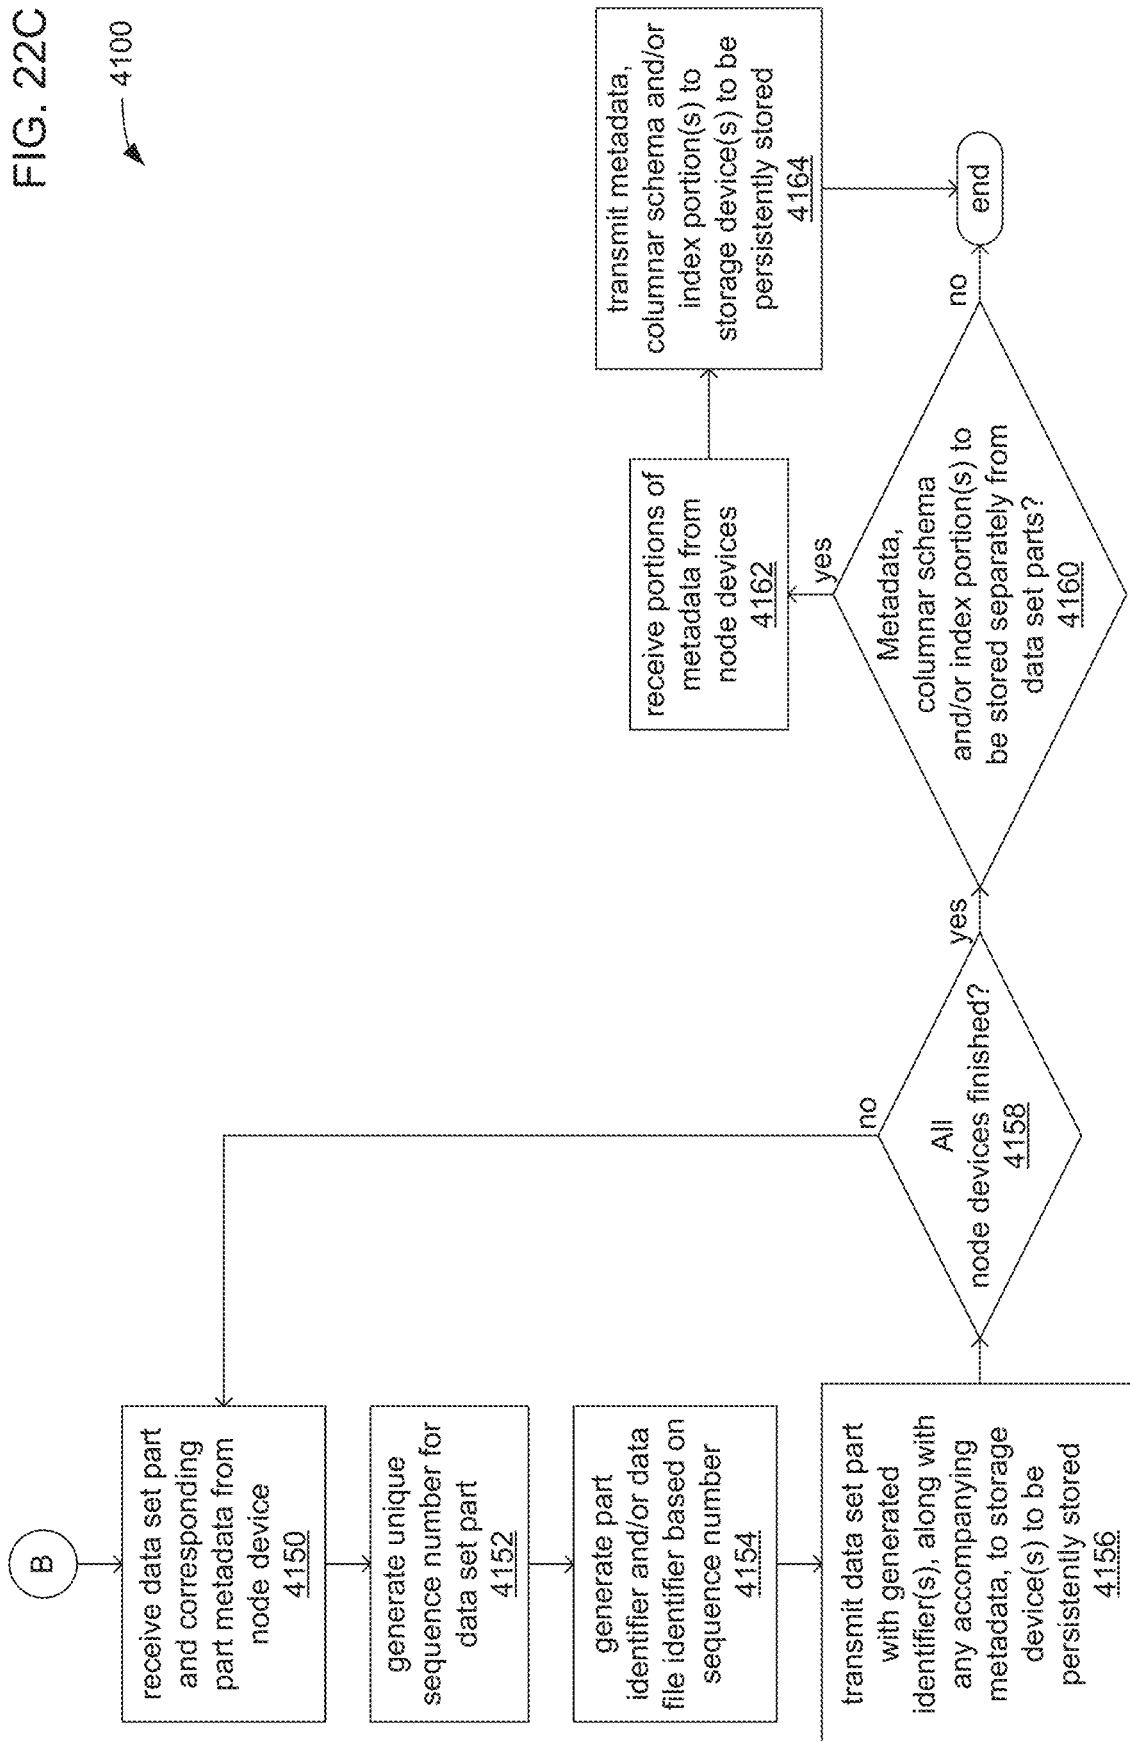 FIG. 22C
4100
B
receive data set part
and corresponding
part metadata from
node device
4150
generate unique
sequence number for
data set part
4152
generate part
identifier and/or data
file identifier based on
sequence number
4154
transmit data set part
with generated
identifier(s), along with
any accompanying
metadata, to storage
device(s) to be
persistently stored
4156
All
node devices finished?
4158
no
yes
Metadata,
columnar schema
and/or index portion(s) to
be stored separately from
data set parts?
4160
yes
no
receive portions of
metadata from
node devices
4162
transmit metadata,
columnar schema and/or
index portion(s) to
storage device(s) to be
persistently stored
4164
end